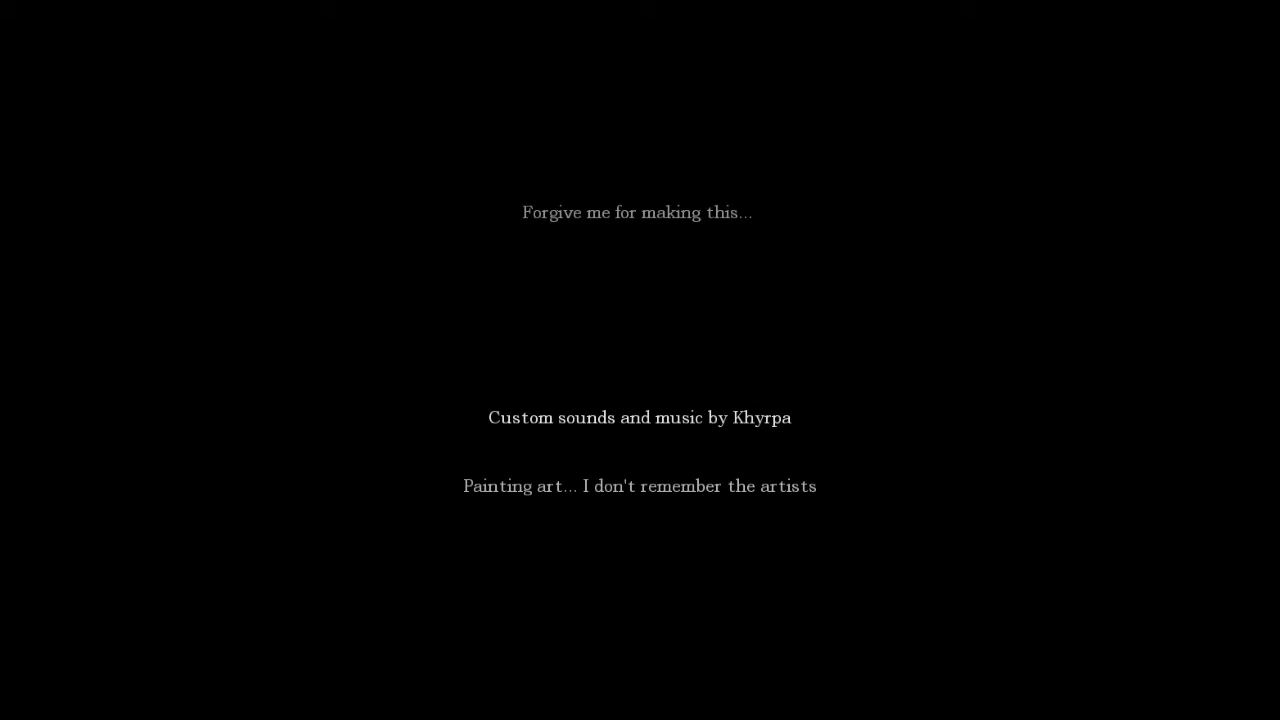 Forgive me for making this...
Custom sounds and music by Khyrpa
Painting art... I don't remember the artists